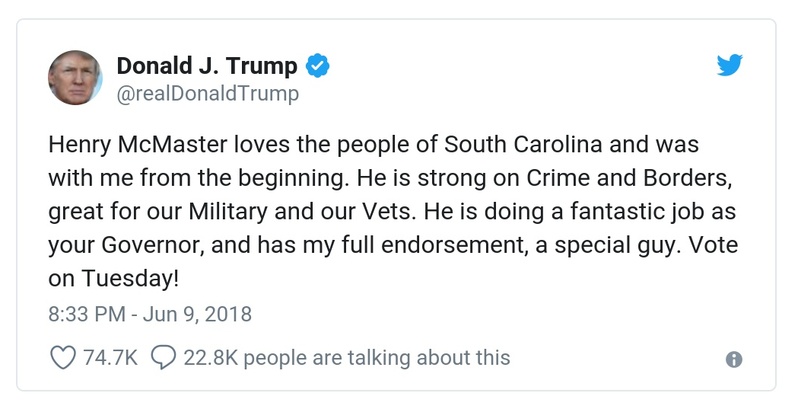 Donald J. Trump
@realDonaldTrump
Henry McMaster loves the people of South Carolina and was
with me from the beginning. He is strong on Crime and Borders,
great for our Military and our Vets. He is doing a fantastic job as
your Governor, and has my full endorsement, a special guy. Vote
on Tuesday!
8:33 PM - Jun 9, 2018
74.7K 22.8K people are talking about this